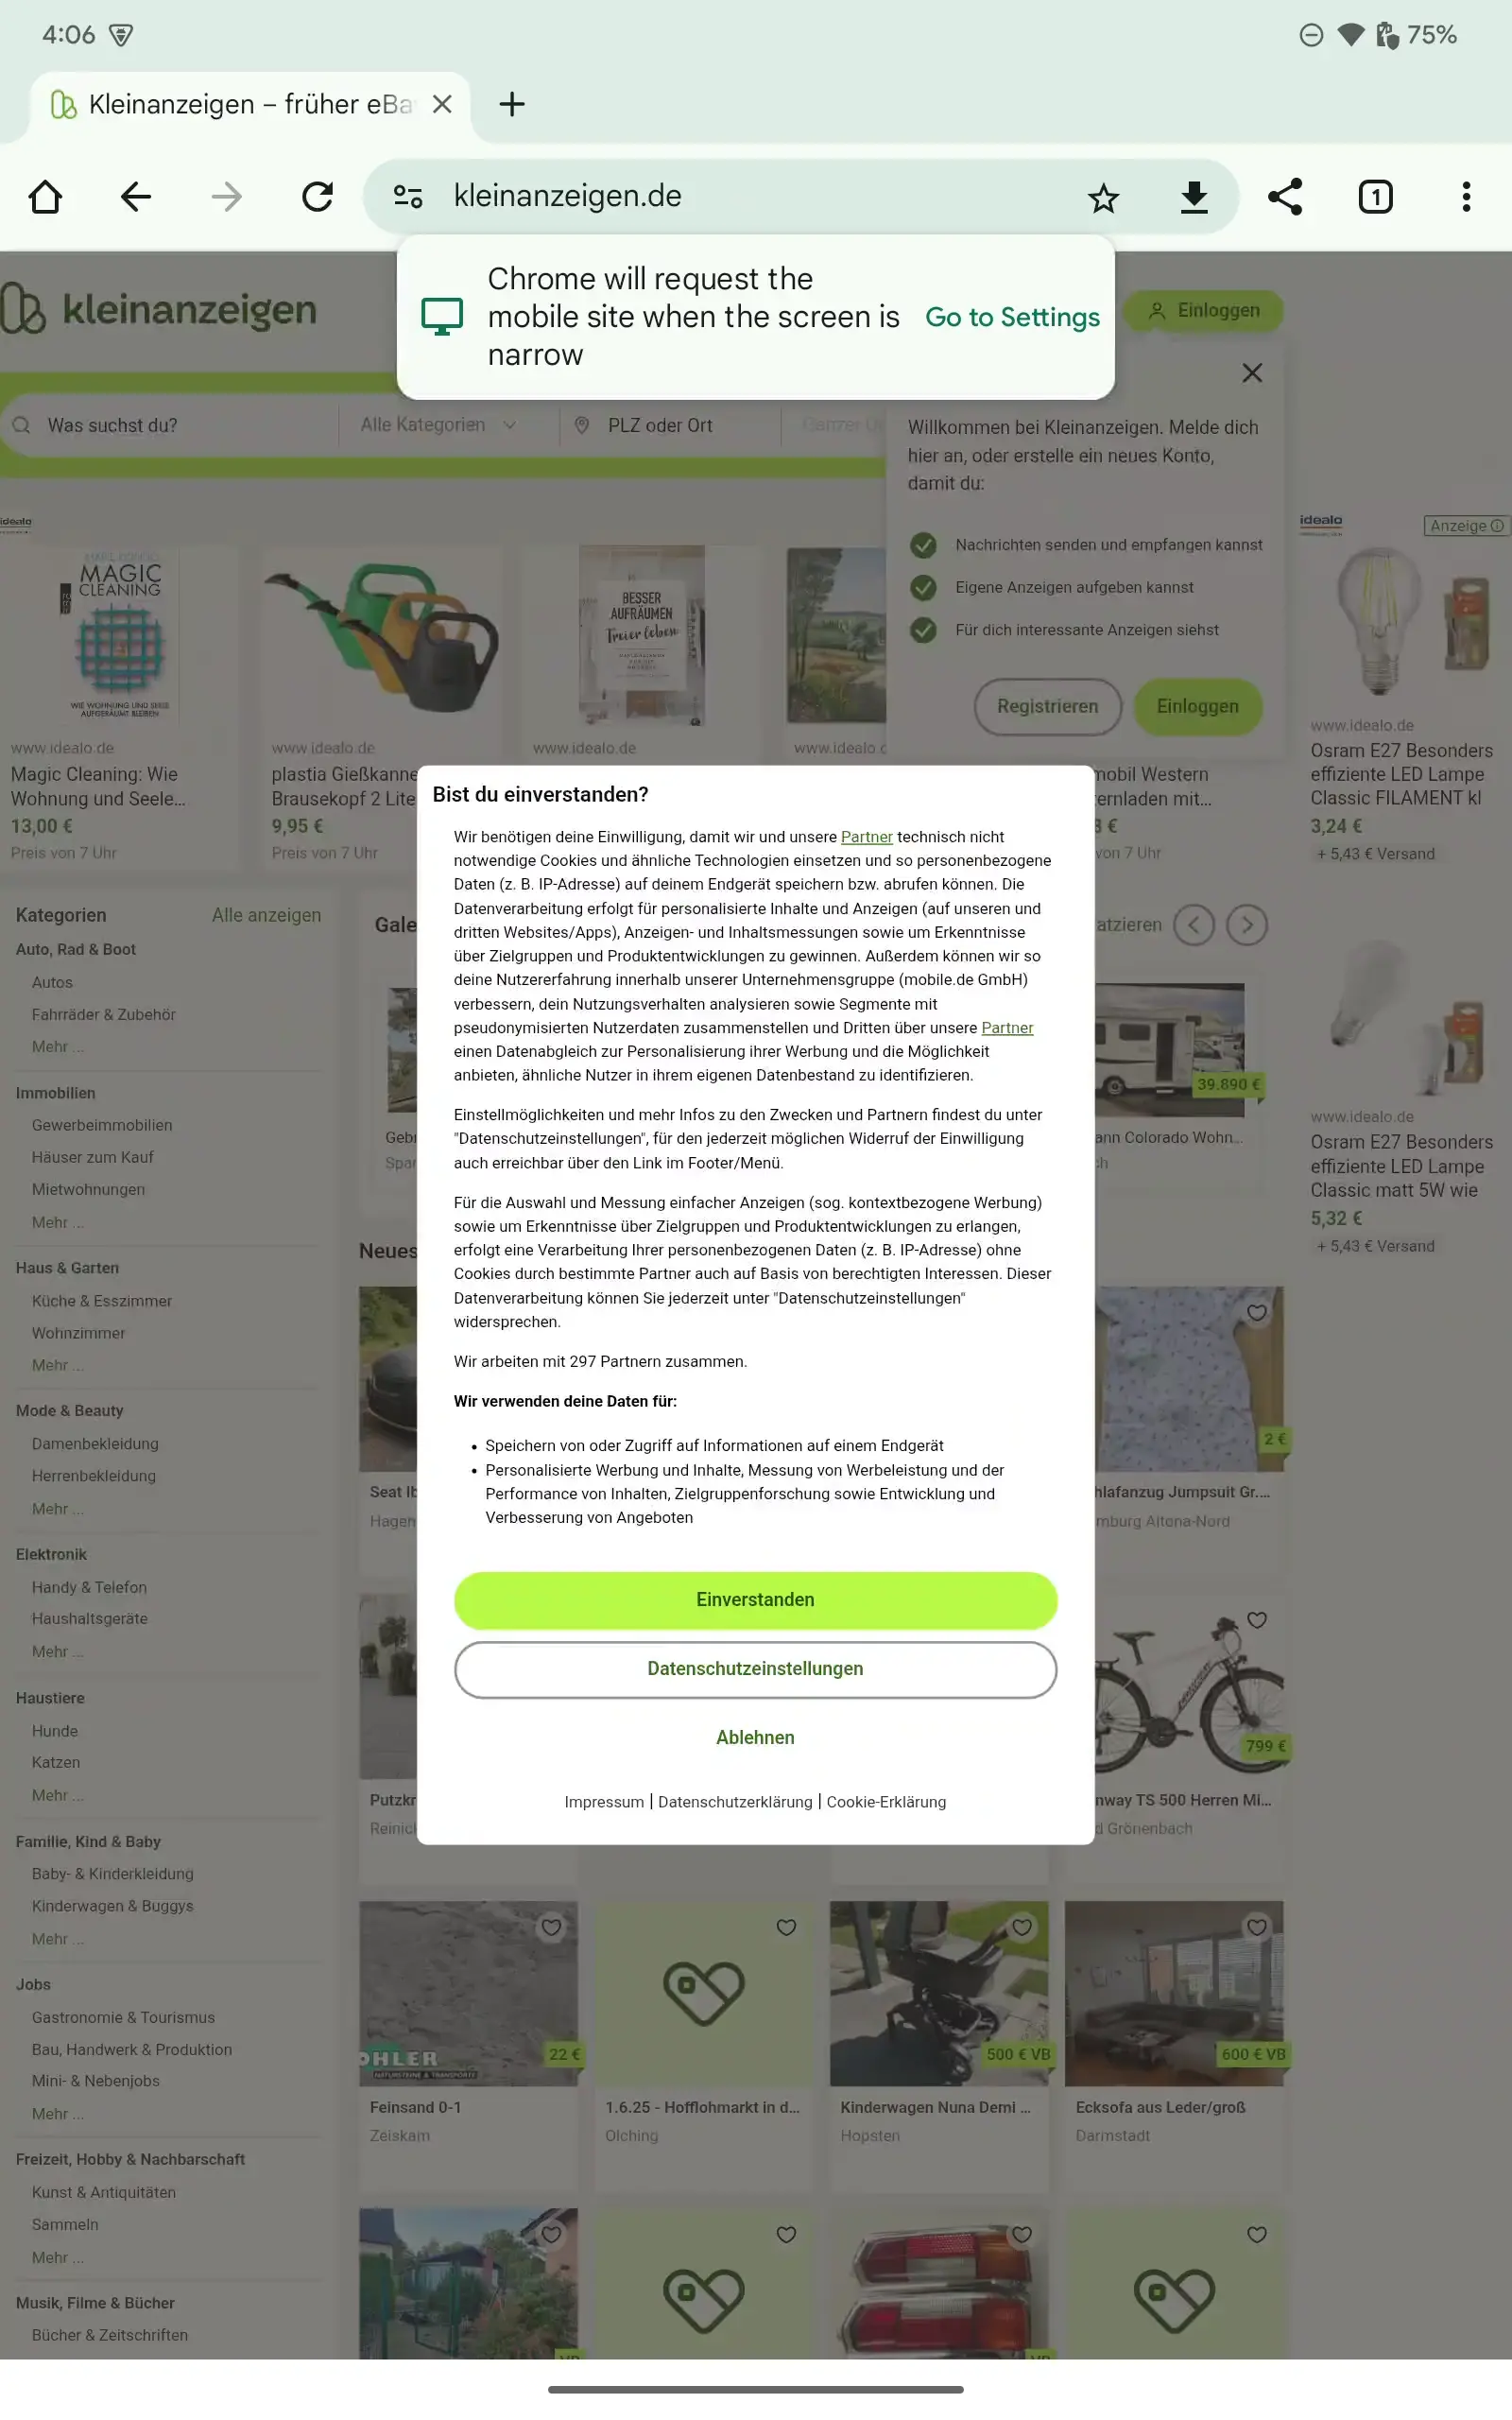 4:06
75%
Kleinanzeigen – früher eBa
kleinanzeigen.de
1
Chrome will request the
mobile site when the screen is
narrow
Go to Settings
kleinanzeigen
Einloggen
Was suchst du?
Alle Kategorien
PLZ oder Ort
Willkommen bei Kleinanzeigen. Melde dich
hier an, oder erstelle ein neues Konto,
damit du:
Nachrichten senden und empfangen kannst
Eigene Anzeigen aufgeben kannst
Für dich interessante Anzeigen siehst
Registrieren
Einloggen
idealo
idealo
Anzeige
MAGIC
CLEANING
WIE WOHNUNG UND SEELE
AUFGERÄUMT BLEIBEN
BESSER
AUFRÄUMEN
freier leben
www.idealo.de
Magic Cleaning: Wie
Wohnung und Seele...
13,00 €
Preis von 7 Uhr
www.idealo.de
plastia Gießkanne
Brausekopf 2 Lite
9,95 €
Preis von 7 Uhr
www.idealo.de
www.idealo.d
mobil Western
ernladen mit...
€
von 7 Uhr
www.idealo.de
Osram E27 Besonders
effiziente LED Lampe
Classic FILAMENT kl
3,24 €
+ 5,43 € Versand
www.idealo.de
Osram E27 Besonders
effiziente LED Lampe
Classic matt 5W wie
5,32 €
+ 5,43 € Versand
Bist du einverstanden?
Wir benötigen deine Einwilligung, damit wir und unsere Partner technisch nicht
notwendige Cookies und ähnliche Technologien einsetzen und so personenbezogene
Daten (z. B. IP-Adresse) auf deinem Endgerät speichern bzw. abrufen können. Die
Datenverarbeitung erfolgt für personalisierte Inhalte und Anzeigen (auf unseren und
dritten Websites/Apps), Anzeigen- und Inhaltsmessungen sowie um Erkenntnisse
über Zielgruppen und Produktentwicklungen zu gewinnen. Außerdem können wir so
deine Nutzererfahrung innerhalb unserer Unternehmensgruppe (mobile.de GmbH)
verbessern, dein Nutzungsverhalten analysieren sowie Segmente mit
pseudonymisierten Nutzerdaten zusammenstellen und Dritten über unsere Partner
einen Datenabgleich zur Personalisierung ihrer Werbung und die Möglichkeit
anbieten, ähnliche Nutzer in ihrem eigenen Datenbestand zu identifizieren.
Einstellmöglichkeiten und mehr Infos zu den Zwecken und Partnern findest du unter
"Datenschutzeinstellungen", für den jederzeit möglichen Widerruf der Einwilligung
auch erreichbar über den Link im Footer/Menü.
Für die Auswahl und Messung einfacher Anzeigen (sog. kontextbezogene Werbung)
sowie um Erkenntnisse über Zielgruppen und Produktentwicklungen zu erlangen,
erfolgt eine Verarbeitung Ihrer personenbezogenen Daten (z. B. IP-Adresse) ohne
Cookies durch bestimmte Partner auch auf Basis von berechtigten Interessen. Dieser
Datenverarbeitung können Sie jederzeit unter "Datenschutzeinstellungen"
widersprechen.
Wir arbeiten mit 297 Partnern zusammen.
Wir verwenden deine Daten für:
• Speichern von oder Zugriff auf Informationen auf einem Endgerät
• Personalisierte Werbung und Inhalte, Messung von Werbeleistung und der
Performance von Inhalten, Zielgruppenforschung sowie Entwicklung und
Verbesserung von Angeboten
Einverstanden
Datenschutzeinstellungen
Ablehnen
Impressum | Datenschutzerklärung | Cookie-Erklärung
Kategorien
Alle anzeigen
Auto, Rad & Boot
Autos
Fahrräder & Zubehör
Mehr ...
Immobilien
Gewerbeimmobilien
Häuser zum Kauf
Mietwohnungen
Mehr ...
Haus & Garten
Küche & Esszimmer
Wohnzimmer
Mehr ...
Mode & Beauty
Damenbekleidung
Herrenbekleidung
Mehr ...
Elektronik
Handy & Telefon
Haushaltsgeräte
Mehr ...
Haustiere
Hunde
Katzen
Mehr ...
Familie, Kind & Baby
Baby- & Kinderkleidung
Kinderwagen & Buggys
Mehr ...
Jobs
Gastronomie & Tourismus
Bau, Handwerk & Produktion
Mini- & Nebenjobs
Mehr ...
Freizeit, Hobby & Nachbarschaft
Kunst & Antiquitäten
Sammeln
Mehr ...
Musik, Filme & Bücher
Bücher & Zeitschriften
Gale
atzieren
Gebr
Spar
39.890 €
ann Colorado Wohn...
ch
Neues
Seat Ib
Hagen
2 €
hlafanzug Jumpsuit Gr....
mburg Altona-Nord
Putzkr
Reinick
799 €
nway TS 500 Herren Mi...
d Grönenbach
OHLER
NATURSTEINE & TRANSPORTE
22 €
Feinsand 0-1
Zeiskam
1.6.25 - Hofflohmarkt in d...
Olching
500 € VB
Kinderwagen Nuna Demi ...
Hopsten
600 € VB
Ecksofa aus Leder/groß
Darmstadt
VB
VB